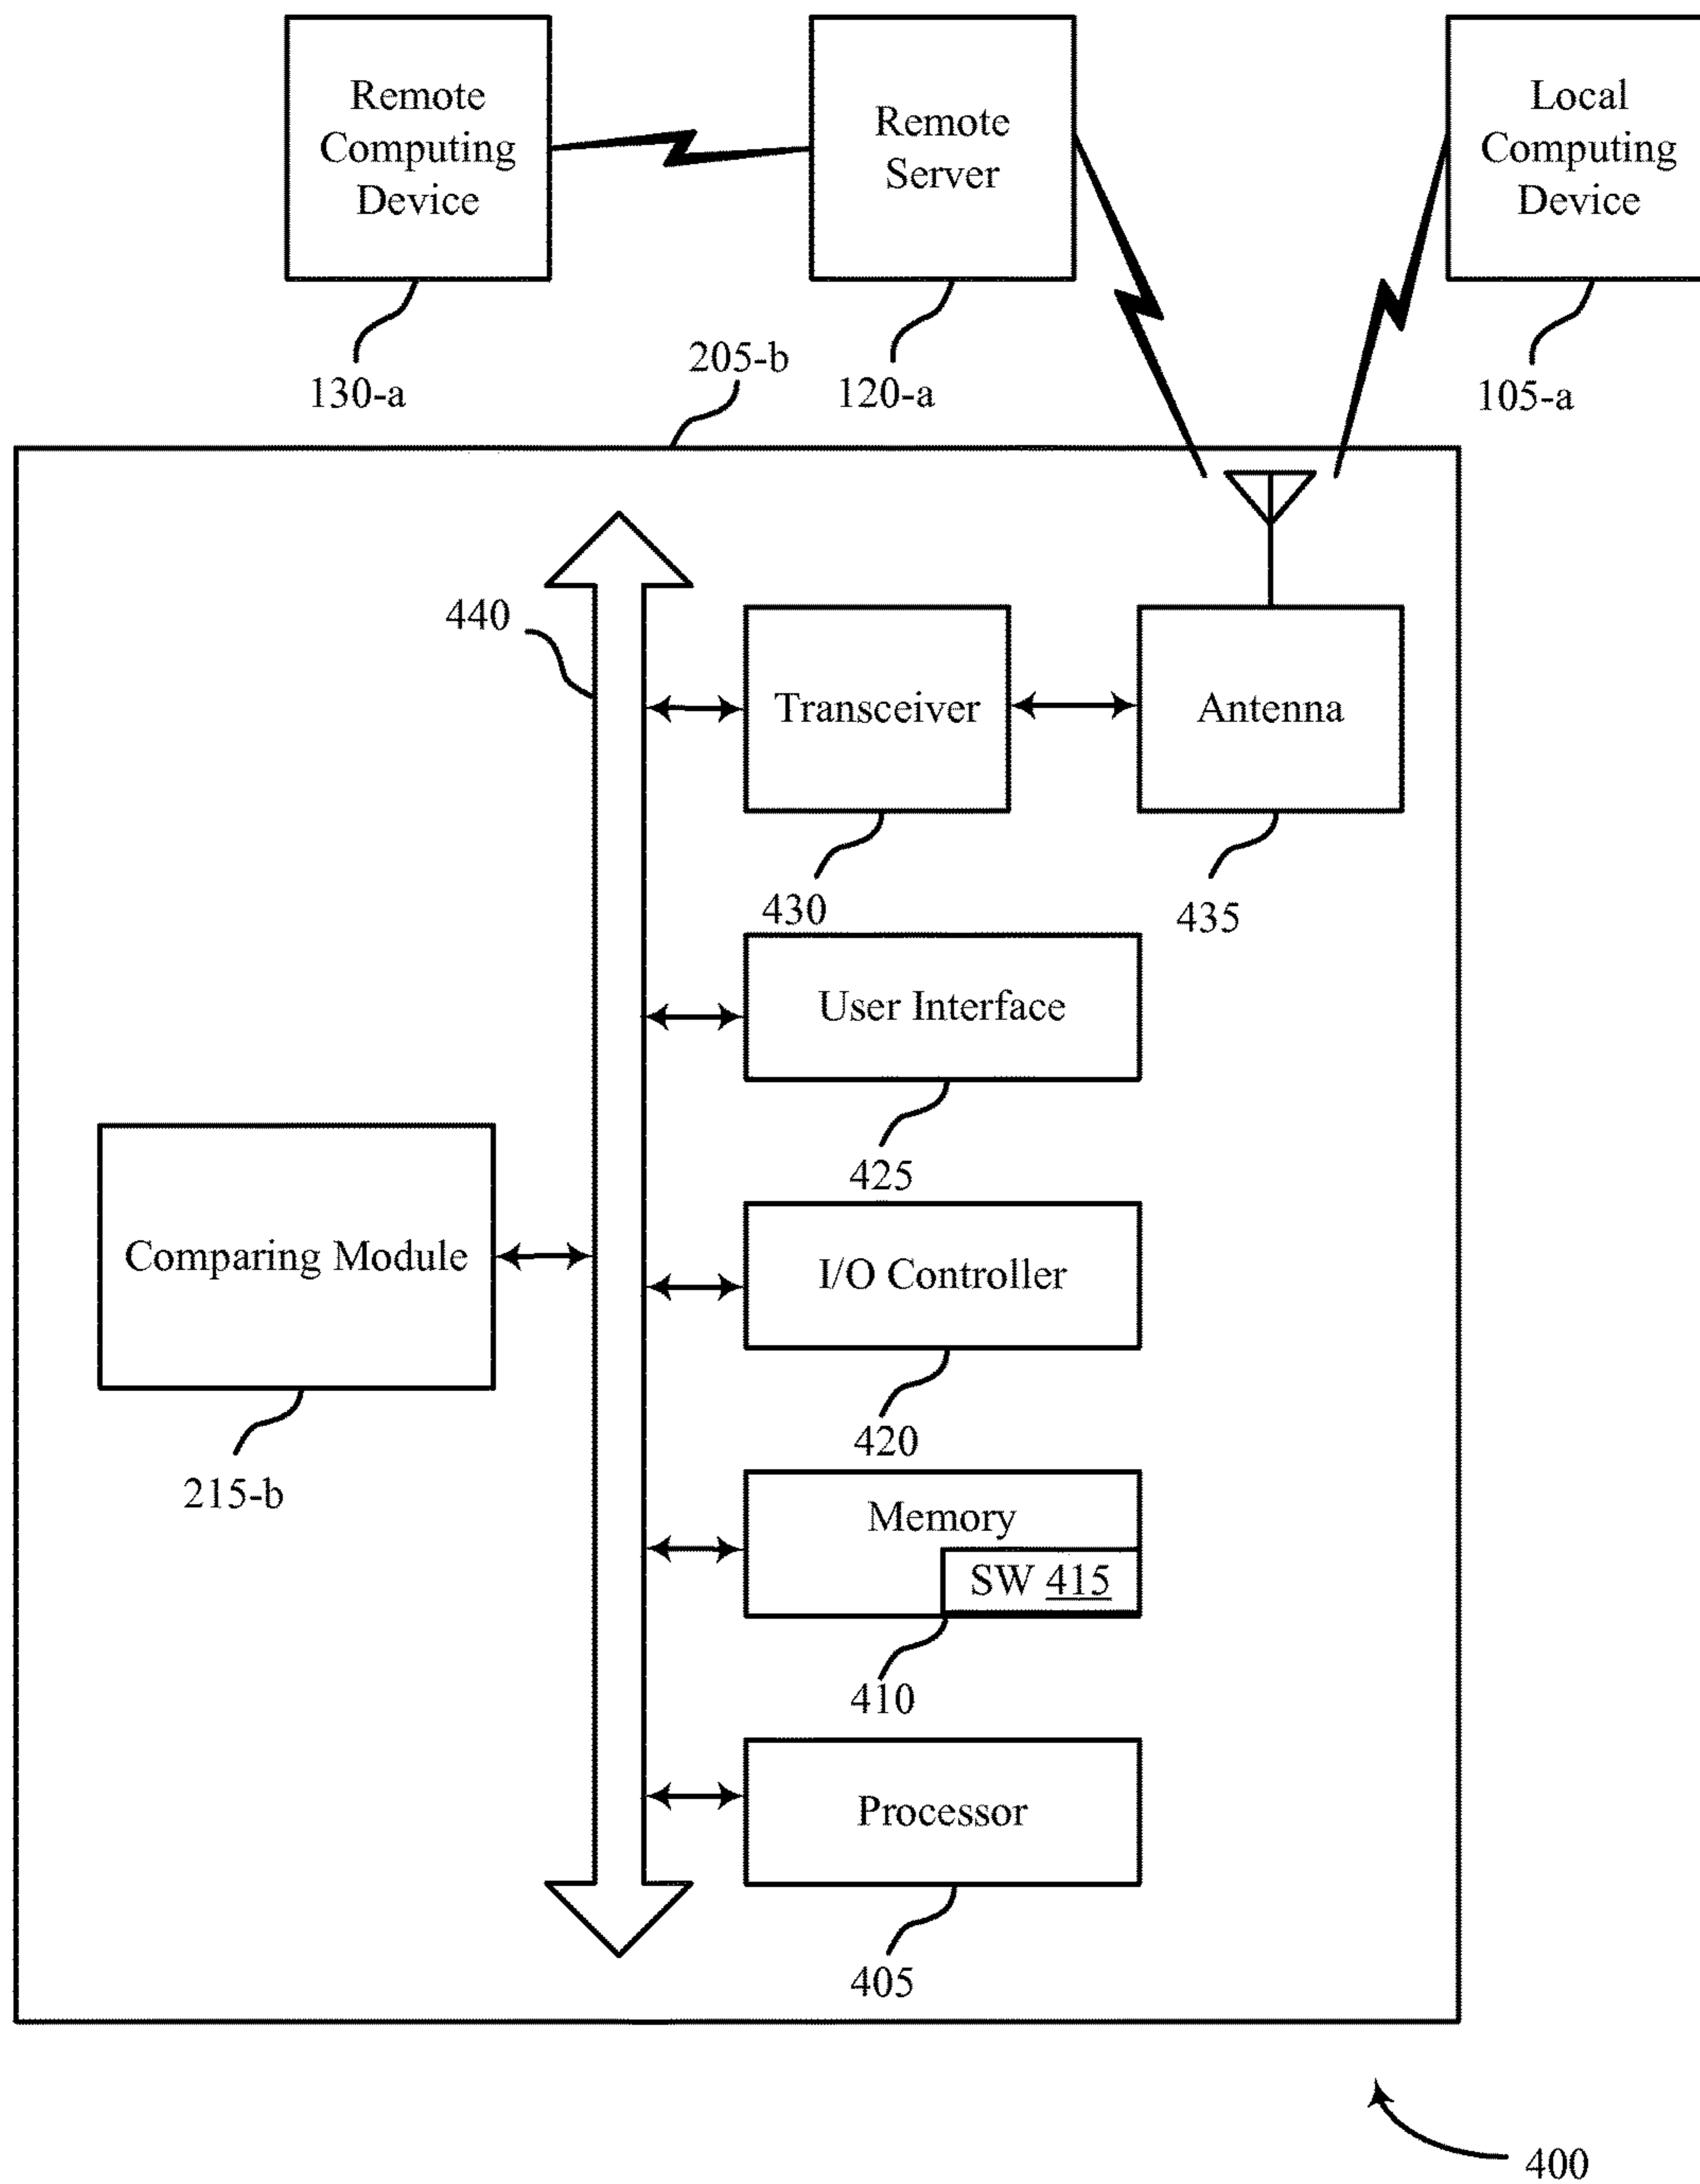 Remote
Computing
Device
Remote
Server
Local
Computing
Device
130-a
205-b
120-a
105-a
440
Transceiver
Antenna
430
435
User Interface
425
Comparing Module
I/O Controller
420
215-b
Memory
SW 415
410
Processor
405
400